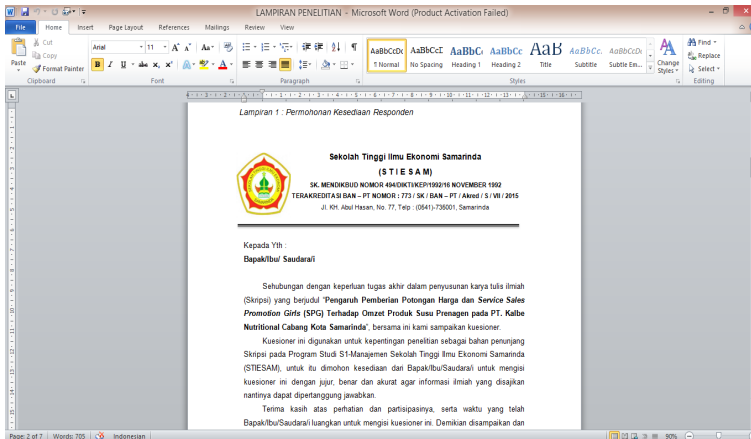 LAMPIRAN PENELITIAN - Microsoft Word (Product Activation Failed)
File Home Insert Page Layout References Mailings Review View
Cut
Copy
Format Painter
Paste
Clipboard
Arial 11
Font
Paragraph
AaBbCcDc AaBbCcI AaBbC AaBbCc AaB AaBbCc. AaBbCcDt
¶ Normal No Spacing Heading 1 Heading 2 Title Subtitle Subtle Em...
Change Styles
Styles
Find
Replace
Select
Editing
Lampiran 1 : Permohonan Kesediaan Responden
Sekolah Tinggi Ilmu Ekonomi Samarinda
(S T I E S A M)
SK. MENDIKBUD NOMOR 494/DIKTI/KEP/1992/16 NOVEMBER 1992
TERAKREDITASI BAN – PT NOMOR : 773 / SK / BAN – PT / Akred / S / VII / 2015
Jl. KH. Abul Hasan, No. 77, Telp : (0541)-736001, Samarinda
Kepada Yth :
Bapak/Ibu/ Saudara/i
Sehubungan dengan keperluan tugas akhir dalam penyusunan karya tulis ilmiah
(Skripsi) yang berjudul "Pengaruh Pemberian Potongan Harga dan Service Sales
Promotion Girls (SPG) Terhadap Omzet Produk Susu Prenagen pada PT. Kalbe
Nutritional Cabang Kota Samarinda", bersama ini kami sampaikan kuesioner.
Kuesioner ini digunakan untuk kepentingan penelitian sebagai bahan penunjang
Skripsi pada Program Studi S1-Manajemen Sekolah Tinggi Ilmu Ekonomi Samarinda
(STIESAM), untuk itu dimohon kesediaan dari Bapak/Ibu/Saudara/i untuk mengisi
kuesioner ini dengan jujur, benar dan akurat agar informasi ilmiah yang disajikan
nantinya dapat dipertanggung jawabkan.
Terima kasih atas perhatian dan partisipasinya, serta waktu yang telah
Bapak/Ibu/Saudara/i luangkan untuk mengisi kuesioner ini. Demikian disampaikan dan
Page: 2 of 7 Words: 705 Indonesian 90%